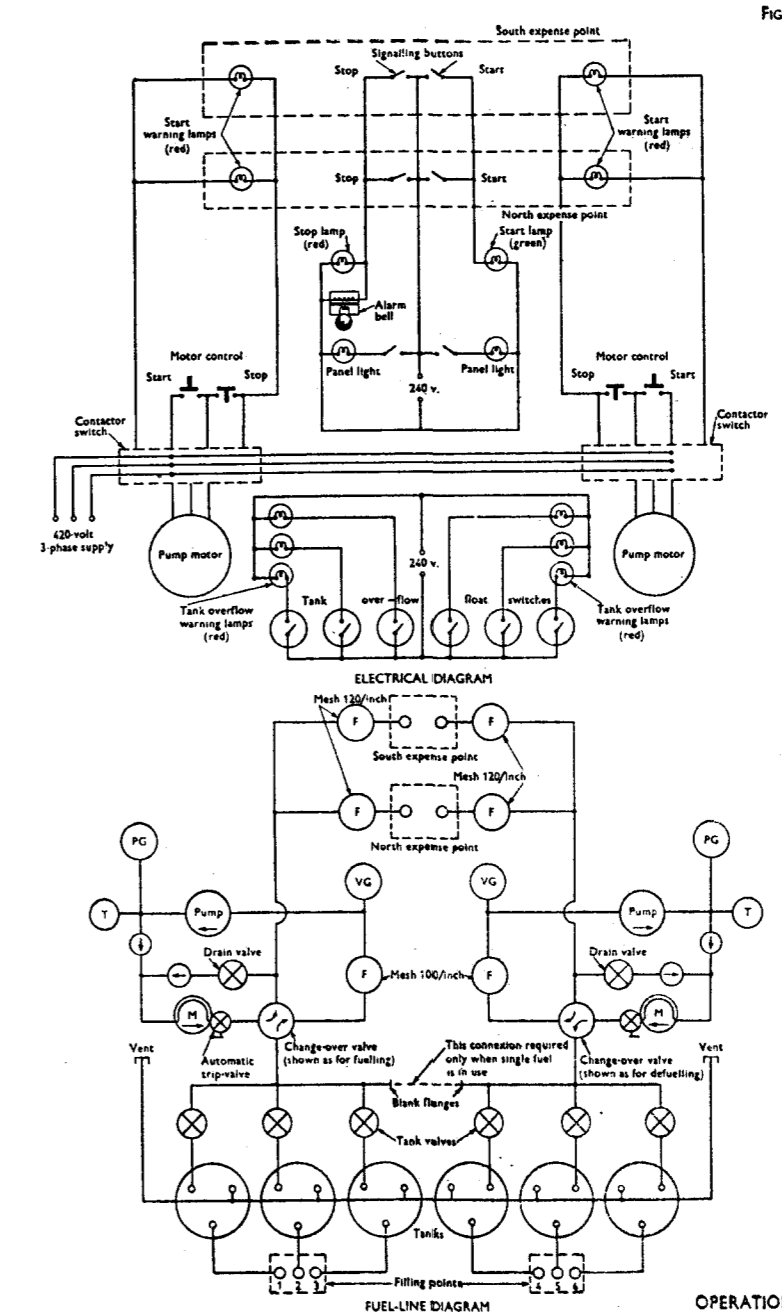 FIG
South expense point
Signalling buttons
Stop
Start
Start
warning lamps
(red)
Start
warning lamps
(red)
Stop
Start
North expense point
Stop lamp
(red)
Start lamp
(green)
Alarm
bell
Motor control
Start
Stop
Panel light
Panel light
240 v.
Motor control
Stop
Start
Contactor
switch
Contactor
switch
420-volt
3-phase supply
Pump motor
240 v.
Pump motor
Tank overflow
warning lamps
(red)
Tank over-flow float switches
Tank overflow
warning lamps
(red)
ELECTRICAL DIAGRAM
Mesh 120/inch
F
F
South expense point
Mesh 120/inch
F
F
North expense point
PG
VG
VG
PG
T
Pump
Pump
T
Drain valve
F
Mesh 100/inch
F
Drain valve
M
M
Vent
Automatic
trip-valve
Change-over valve
(shown as for fuelling)
This connexion required
only when single fuel
is in use
Change-over valve
(shown as for defuelling)
Vent
Blank flanges
Tank valves
Tanks
1 2 3
Filling points
4 5 6
FUEL-LINE DIAGRAM
OPERATIO